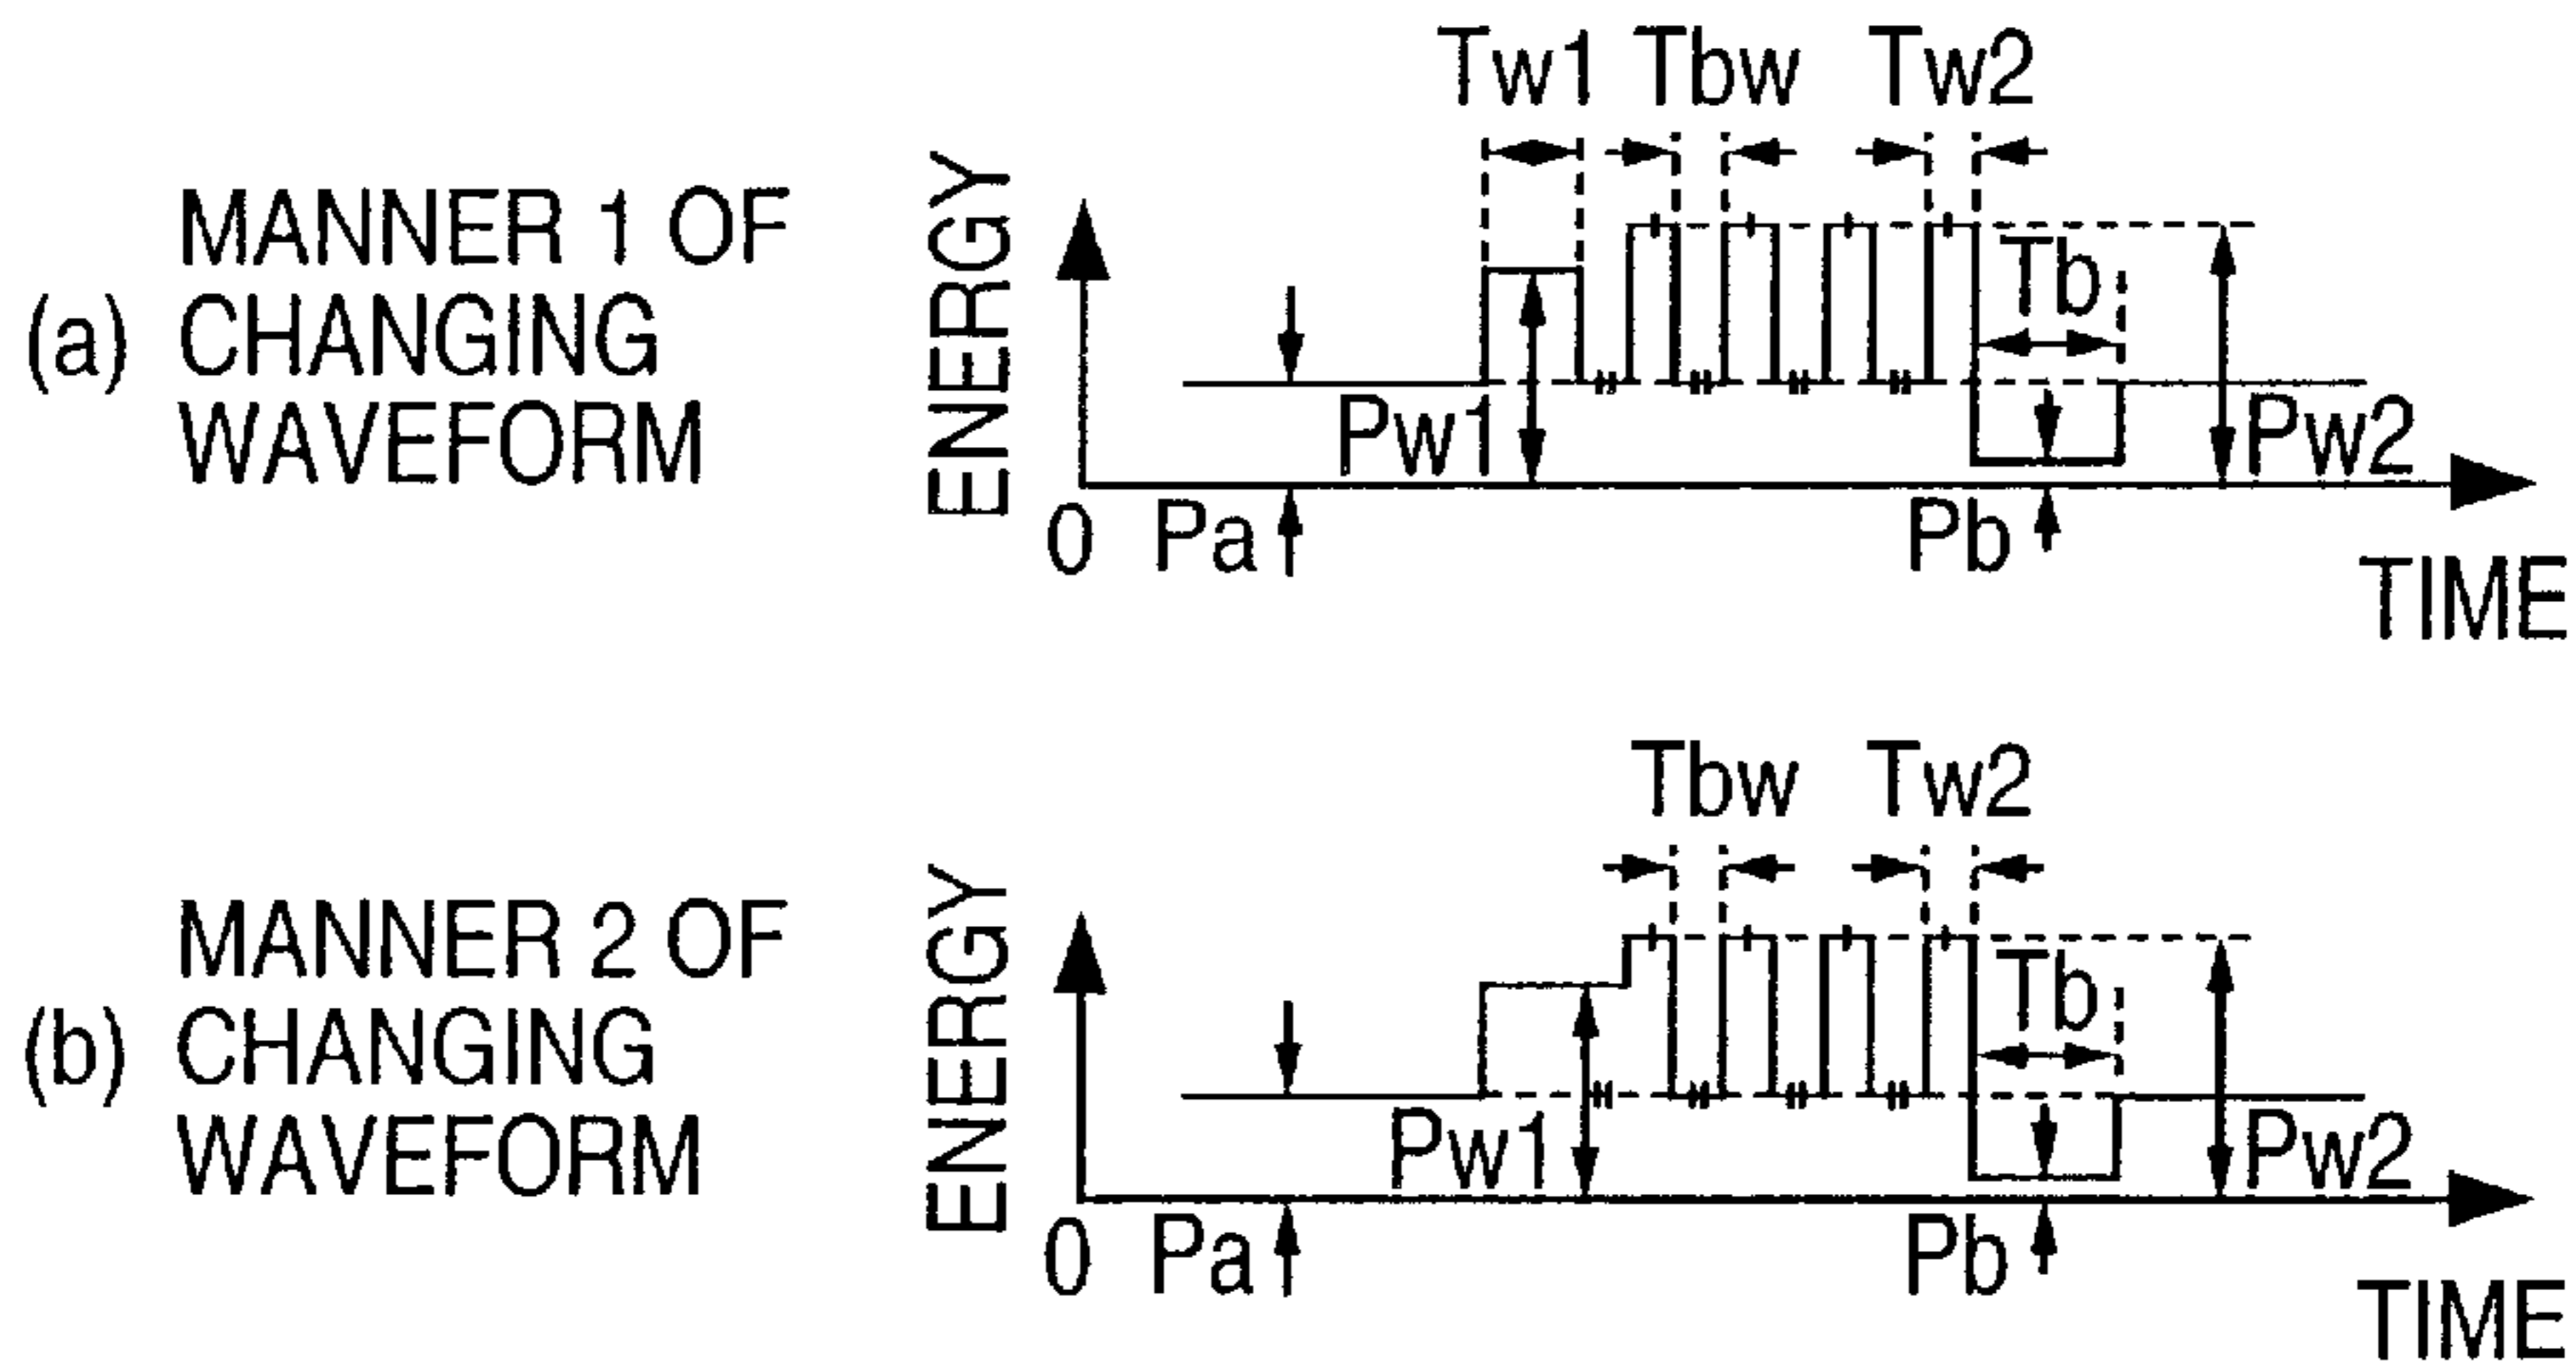 Tw1 Tbw Tw2
MANNER 1 OF
(a) CHANGING
WAVEFORM
ENERGY
Tb
Pw1
Pw2
0
Pa
Pb
TIME
Tbw Tw2
MANNER 2 OF
(b) CHANGING
WAVEFORM
ENERGY
Tb
Pw1
Pw2
0
Pa
Pb
TIME